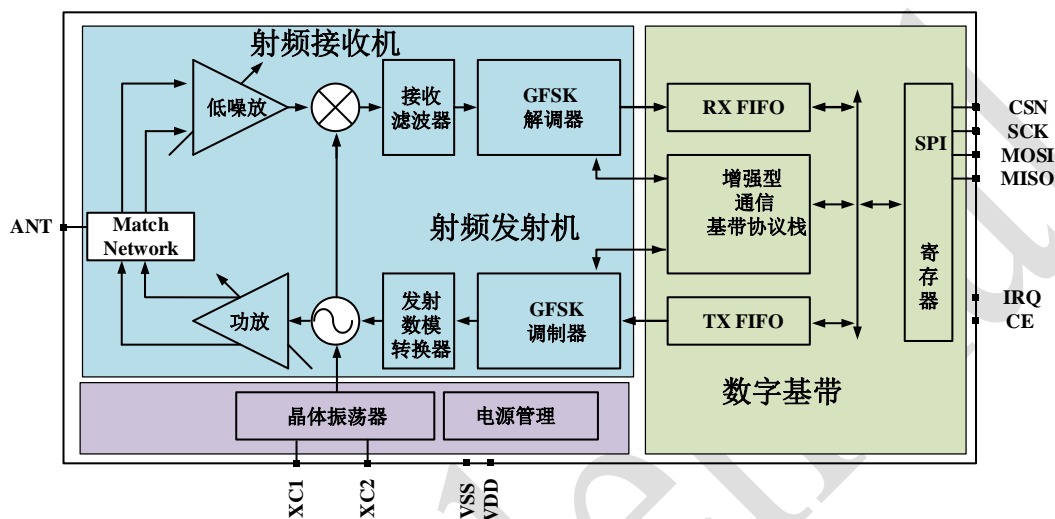 射频接收机
低噪放
接收
滤波器
GFSK
解调器
RX FIFO
SPI
CSN
SCK
MOSI
MISO
增强型
通信
基带协议栈
ANT
Match
Network
射频发射机
寄
存
器
IRQ
CE
功放
发射
数模
转换器
GFSK
调制器
TX FIFO
数字基带
晶体振荡器
电源管理
XC1
XC2
VSS
VDD